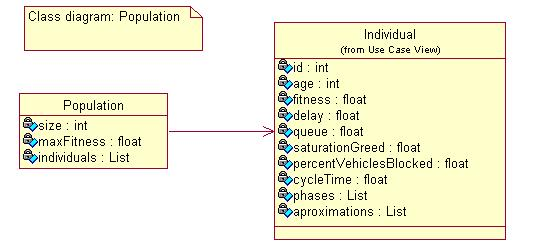 Class diagram: Population
Population
size : int
maxFitness : float
individuals : List
Individual
(from Use Case View)
id : int
age : int
fitness : float
delay : float
queue : float
saturationGreed : float
percentVehiclesBlocked : float
cycleTime : float
phases : List
aproximations : List